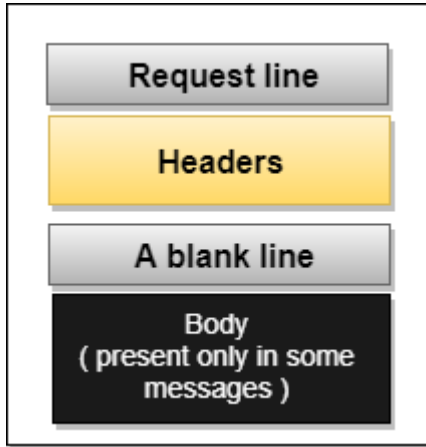 Request line
Headers
A blank line
Body
( present only in some
messages )